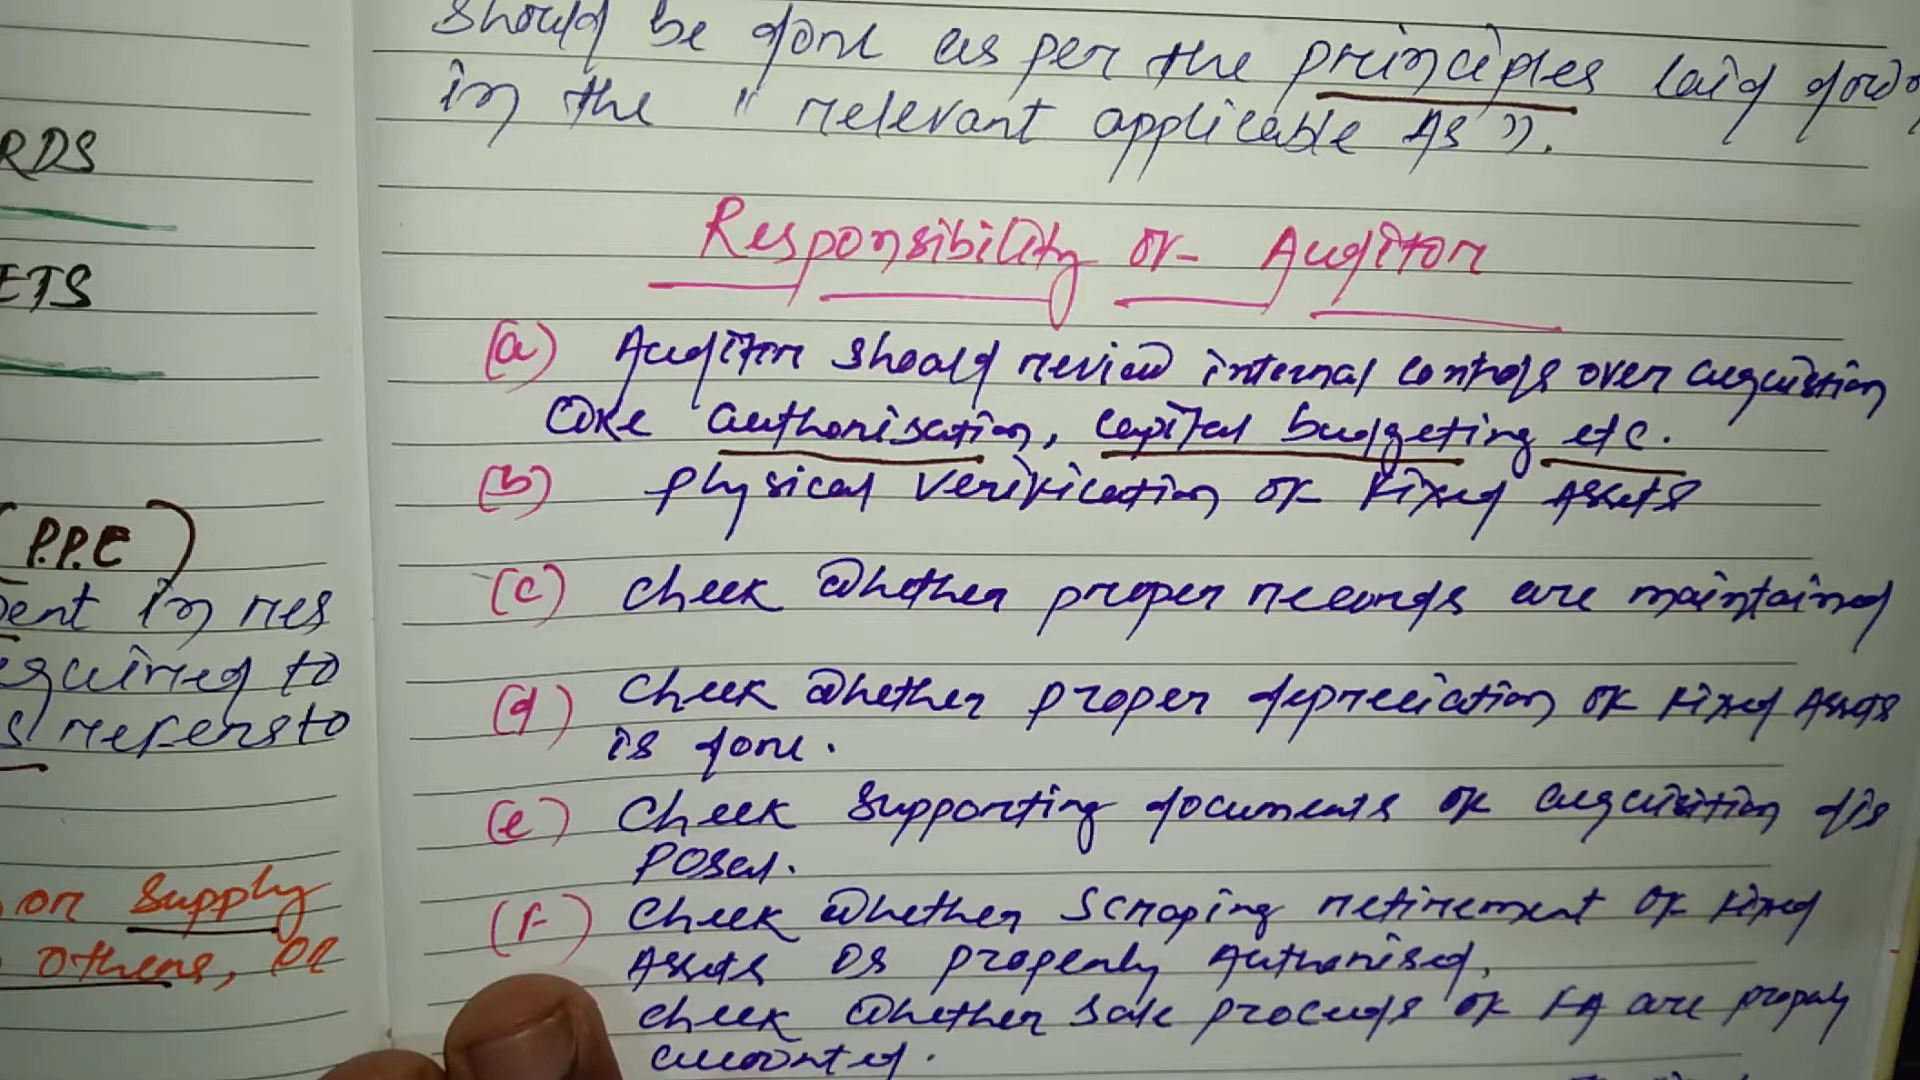 RDS
ETS
(P.P.E)
ent in res
equired to
s refers to
on supply
others, or
should be done as per the principles laid down
in the "relevant applicable AS".
Responsibility of Auditor
(a) Auditor should review internal controls over acquistion
like authorisation, capital budgeting etc.
(b) physical verification of Fixed Assets
(c) check whether proper records are maintained
(d) check whether proper depreciation of Fixed Assets
is done.
(e) Check supporting documents of acquisition dis
posal.
(f) Check whether scraping retirement of fixed
Assets is properly Authorised,
check whether sale proceeds of FA are properly
accounted.